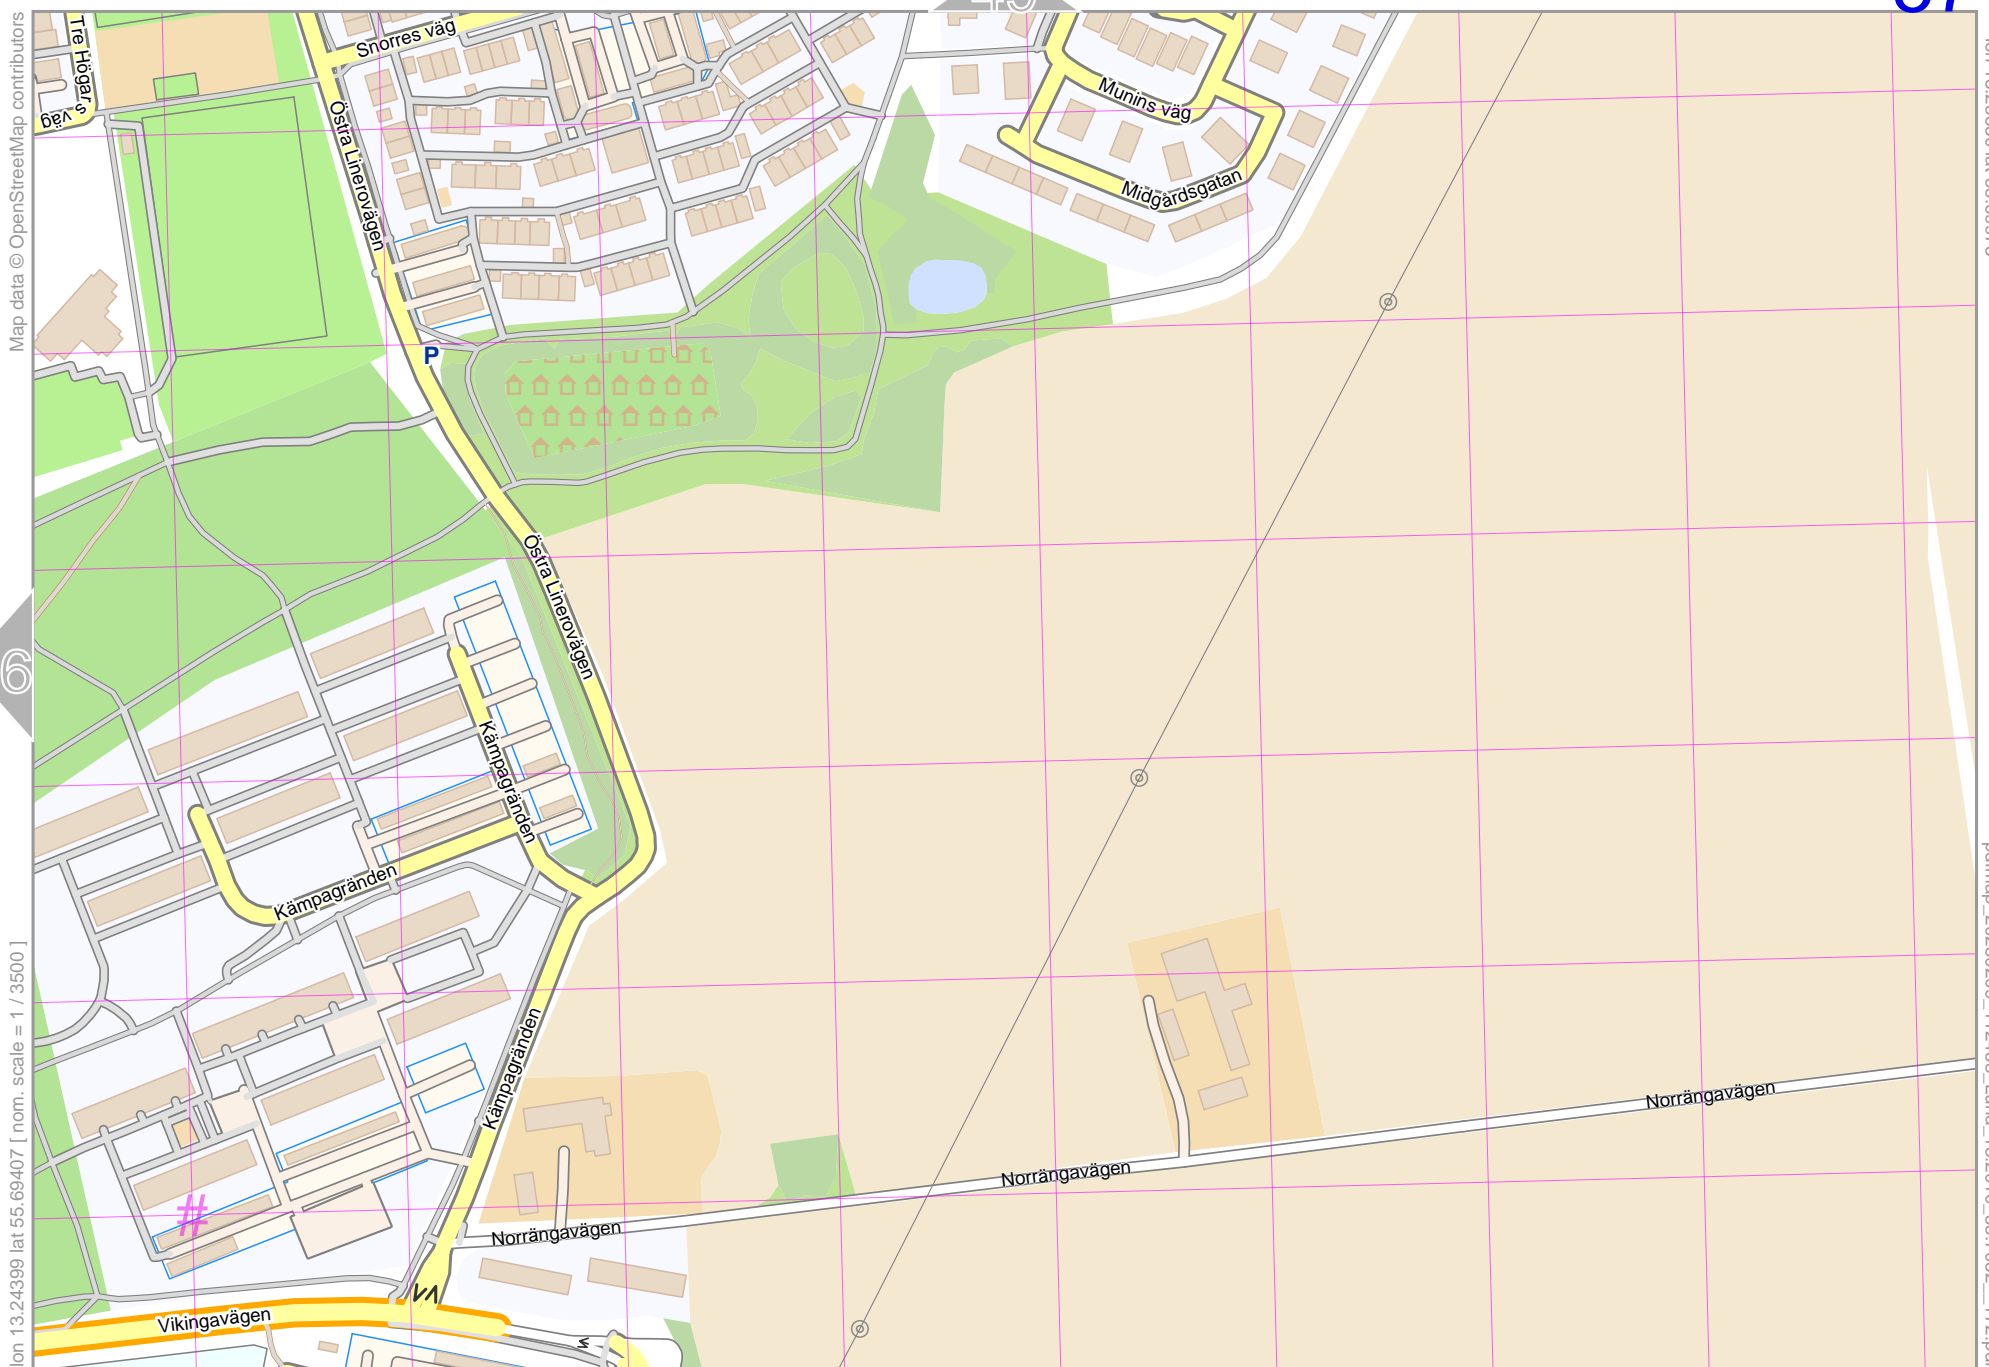 Snorres väg
Tre Högars väg
Östra Linerovägen
Munins väg
Midgårdsgatan
P
Östra Linerovägen
6
Kämpagränden
Kämpagränden
Kämpagränden
Norrängavägen
Norrängavägen
Norrängavägen
#
Vikingavägen
Map data © OpenStreetMap contributors
lon 13.24399 lat 55.69407 [ nom. scale = 1 / 3500 ]